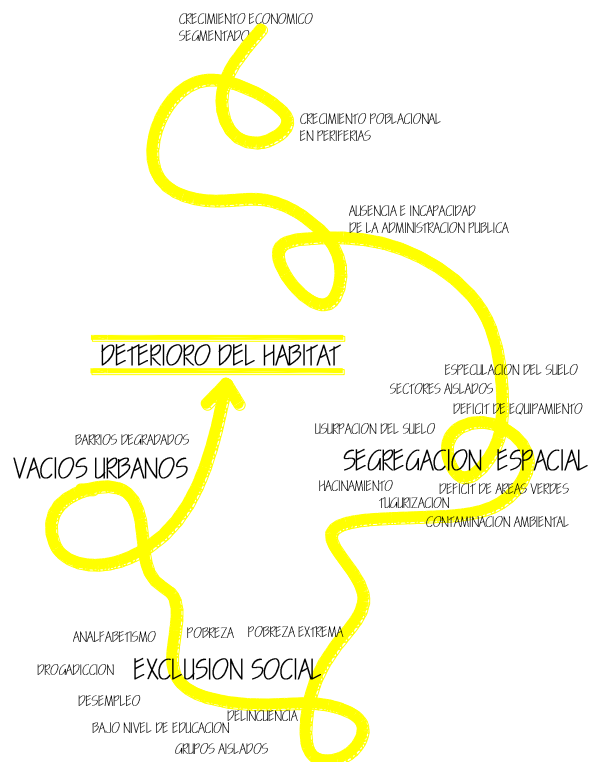 CRECIMIENTO ECONOMICO
SEGMENTADO
CRECIMIENTO POBLACIONAL
EN PERIFERIAS
AUSENCIA E INCAPACIDAD
DE LA ADMINISTRACION PUBLICA
DETERIORO DEL HABITAT
ESPECULACION DEL SUELO
SECTORES AISLADOS
DEFICIT DE EQUIPAMIENTO
USURPACION DEL SUELO
SEGREGACION ESPACIAL
HACINAMIENTO
DEFICIT DE AREAS VERDES
TUGURIZACION
CONTAMINACION AMBIENTAL
BARRIOS DEGRADADOS
VACIOS URBANOS
ANALFABETISMO
POBREZA
POBREZA EXTREMA
DROGADICCION
EXCLUSION SOCIAL
DESEMPLEO
DELINCUENCIA
BAJO NIVEL DE EDUCACION
GRUPOS AISLADOS